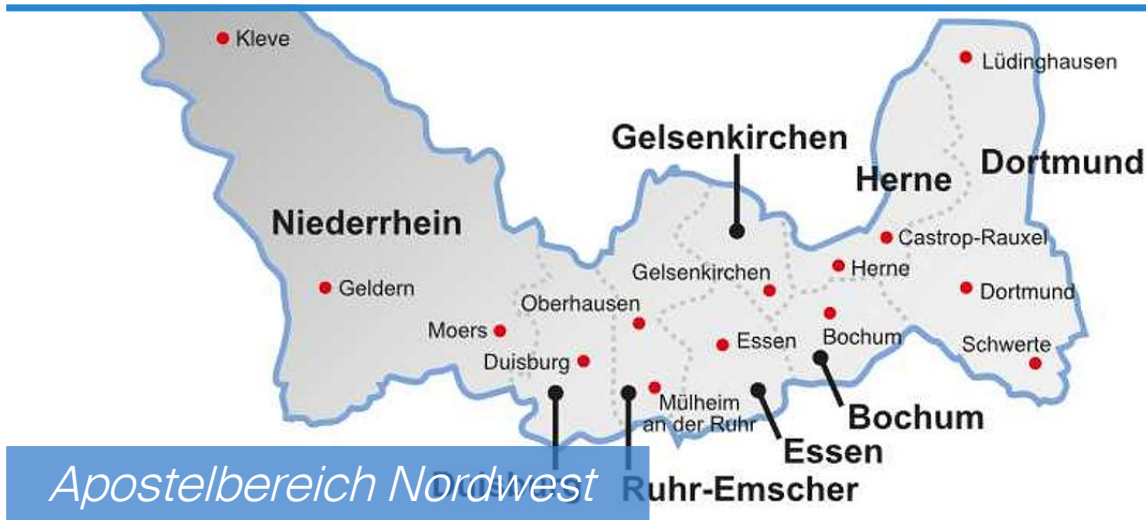 Kleve
Lüdinghausen
Gelsenkirchen
Dortmund
Herne
Niederrhein
Castrop-Rauxel
Herne
Gelsenkirchen
Geldern
Dortmund
Oberhausen
Moers
Bochum
Essen
Schwerte
Duisburg
Mülheim
an der Ruhr
Bochum
Essen
Duisburg
Ruhr-Emscher
Apostelbereich Nordwest